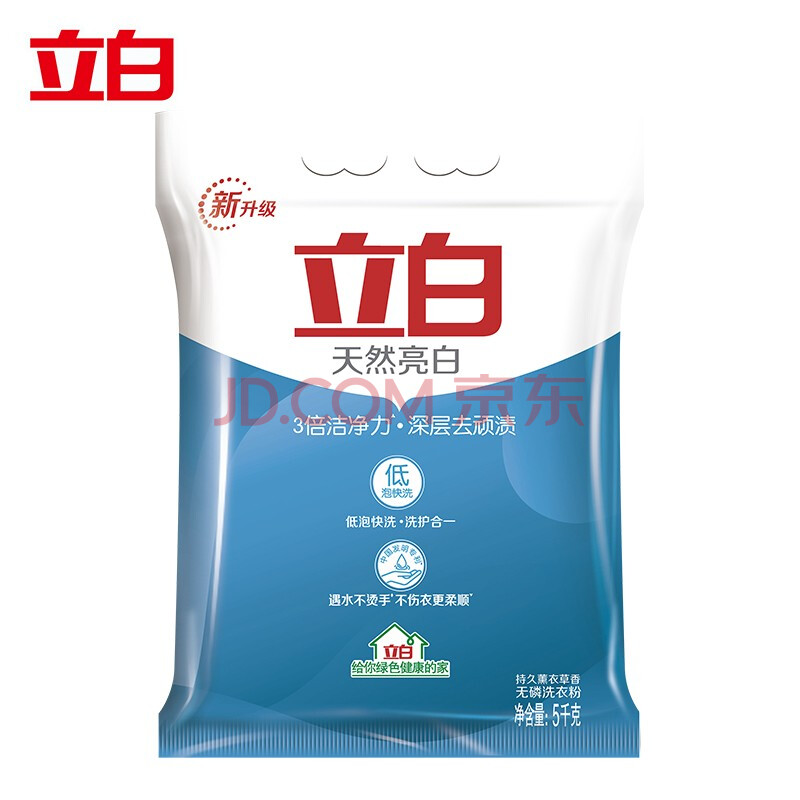 立白
新升级
立白
天然亮白
JD.COM 京东
3倍洁净力·深层去顽渍
低
泡快洗
低泡快洗·洗护合一
中国发明专利
遇水不烫手*不伤衣更柔顺*
立白
给你绿色健康的家
持久薰衣草香
无磷洗衣粉
净含量:5千克